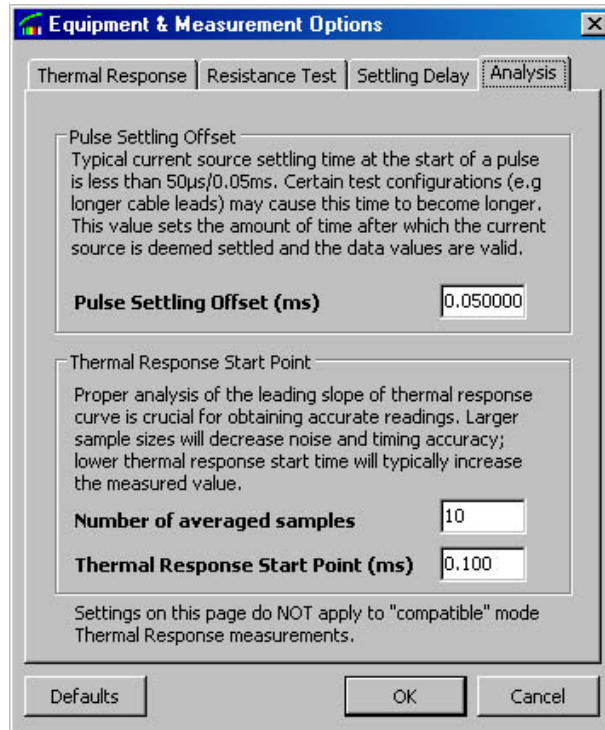 Equipment & Measurement Options
Thermal Response
Resistance Test
Settling Delay
Analysis
Pulse Settling Offset
Typical current source settling time at the start of a pulse
is less than 50µs/0.05ms. Certain test configurations (e.g
longer cable leads) may cause this time to become longer.
This value sets the amount of time after which the current
source is deemed settled and the data values are valid.
Pulse Settling Offset (ms)
0.050000
Thermal Response Start Point
Proper analysis of the leading slope of thermal response
curve is crucial for obtaining accurate readings. Larger
sample sizes will decrease noise and timing accuracy;
lower thermal response start time will typically increase
the measured value.
Number of averaged samples
10
Thermal Response Start Point (ms)
0.100
Settings on this page do NOT apply to "compatible" mode
Thermal Response measurements.
Defaults
OK
Cancel